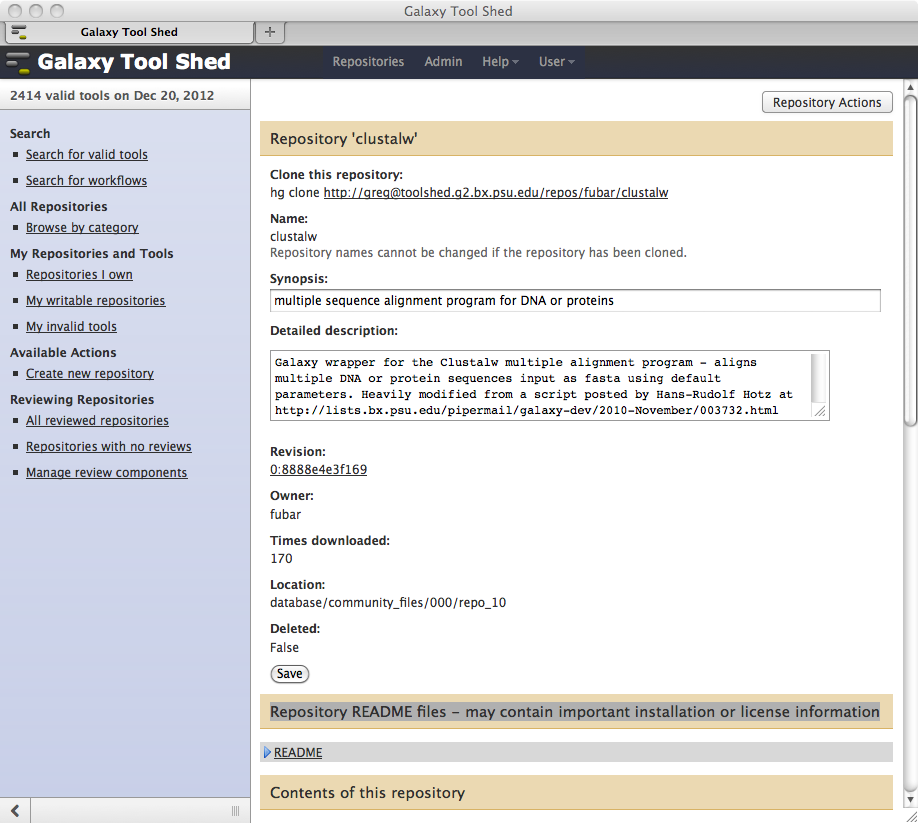 Galaxy Tool Shed
Galaxy Tool Shed
+
Galaxy Tool Shed
Repositories Admin Help User
2414 valid tools on Dec 20, 2012
Search
Search for valid tools
Search for workflows
All Repositories
Browse by category
My Repositories and Tools
Repositories I own
My writable repositories
My invalid tools
Available Actions
Create new repository
Reviewing Repositories
All reviewed repositories
Repositories with no reviews
Manage review components
Repository Actions
Repository 'clustalw'
Clone this repository:
hg clone http://greg@toolshed.g2.bx.psu.edu/repos/fubar/clustalw
Name:
clustalw
Repository names cannot be changed if the repository has been cloned.
Synopsis:
multiple sequence alignment program for DNA or proteins
Detailed description:
Galaxy wrapper for the Clustalw multiple alignment program - aligns
multiple DNA or protein sequences input as fasta using default
parameters. Heavily modified from a script posted by Hans-Rudolf Hotz at
http://lists.bx.psu.edu/pipermail/galaxy-dev/2010-November/003732.html
Revision:
0:8888e4e3f169
Owner:
fubar
Times downloaded:
170
Location:
database/community_files/000/repo_10
Deleted:
False
Save
Repository README files - may contain important installation or license information
README
Contents of this repository